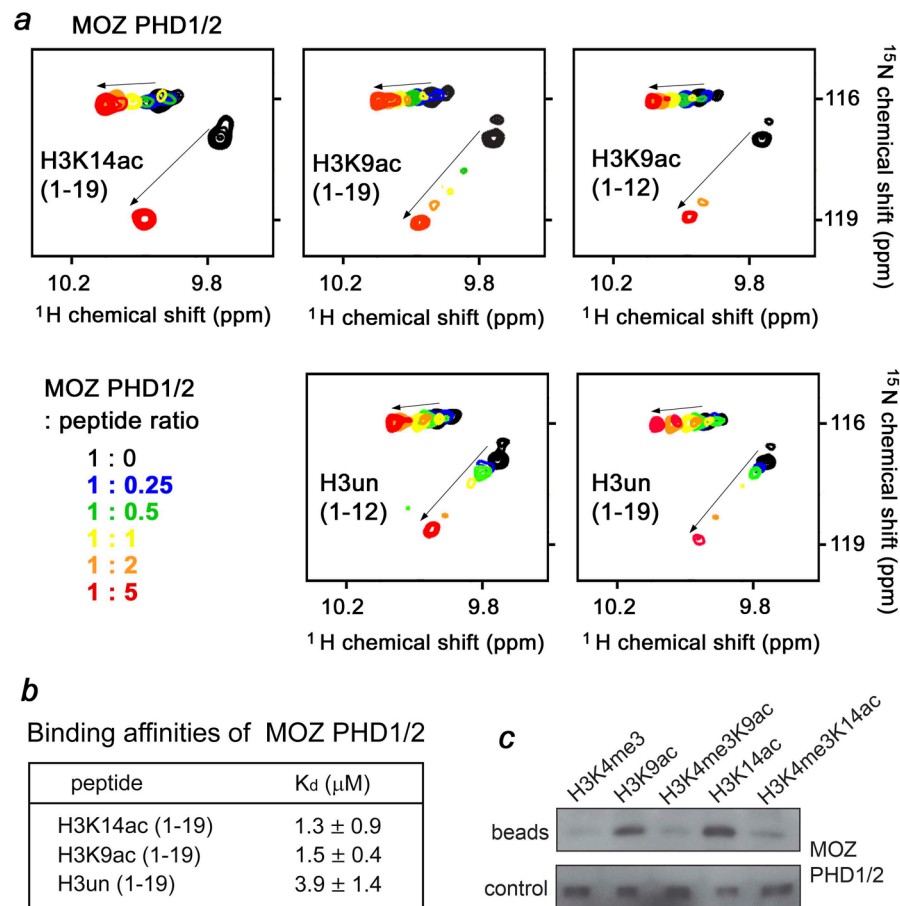 a
MOZ PHD1/2
H3K14ac
(1-19)
10.2 9.8
¹H chemical shift (ppm)
H3K9ac
(1-19)
10.2 9.8
¹H chemical shift (ppm)
H3K9ac
(1-12)
10.2 9.8
¹H chemical shift (ppm)
116
119
¹⁵N chemical shift (ppm)
MOZ PHD1/2
: peptide ratio
1 : 0
1 : 0.25
1 : 0.5
1 : 1
1 : 2
1 : 5
H3un
(1-12)
10.2 9.8
¹H chemical shift (ppm)
H3un
(1-19)
10.2 9.8
¹H chemical shift (ppm)
116
119
¹⁵N chemical shift (ppm)
b
Binding affinities of MOZ PHD1/2
peptide Kd (μM)
H3K14ac (1-19) 1.3 ± 0.9
H3K9ac (1-19) 1.5 ± 0.4
H3un (1-19) 3.9 ± 1.4
c
H3K4me3
H3K9ac
H3K4me3K9ac
H3K14ac
H3K4me3K14ac
beads
control
MOZ
PHD1/2